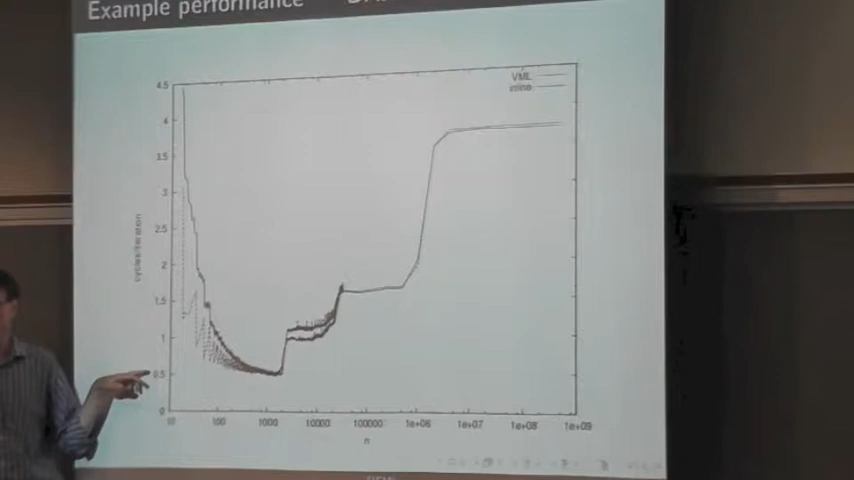 Example performance
VML
inline
4.5
4
3.5
3
2.5
2
1.5
1
0.5
0
cycles/iteration
10 100 1000 10000 100000 1e+06 1e+07 1e+08 1e+09
n